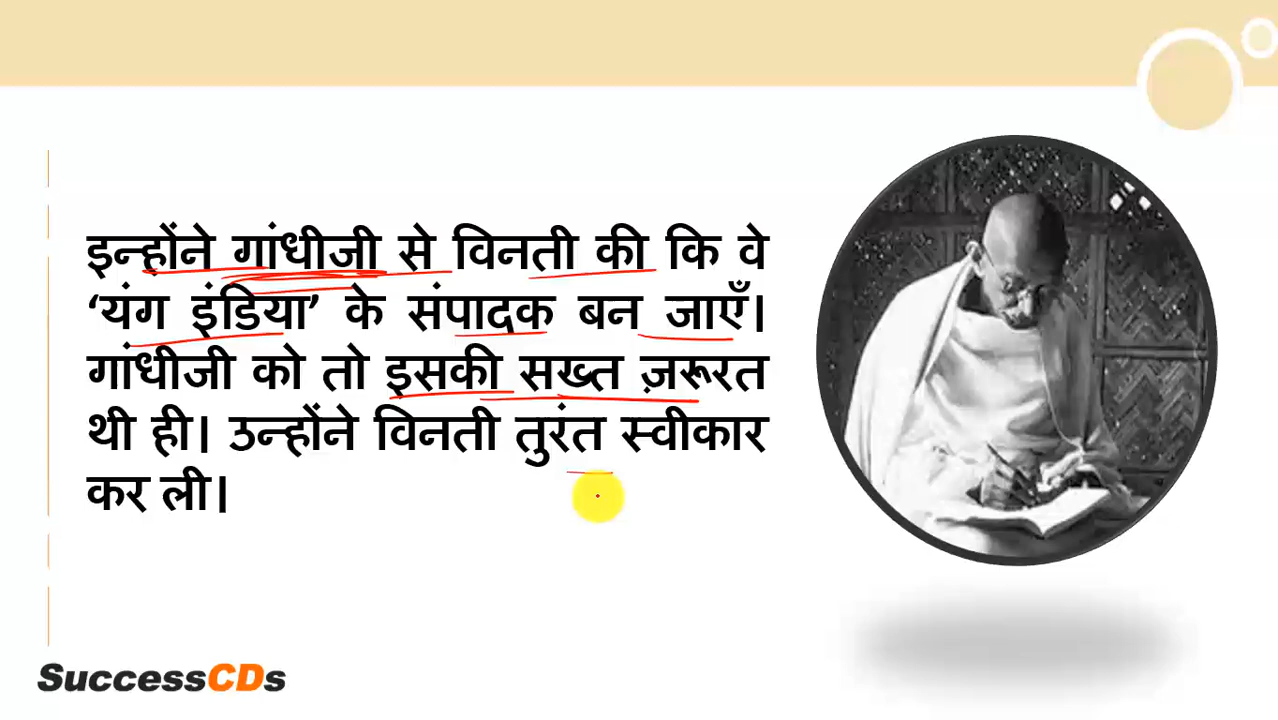 इन्होंने गांधीजी से विनती की कि वे
‘यंग इंडिया’ के संपादक बन जाएँ।
गांधीजी को तो इसकी सख्त ज़रूरत
थी ही। उन्होंने विनती तुरंत स्वीकार
कर ली।
SuccessCDs